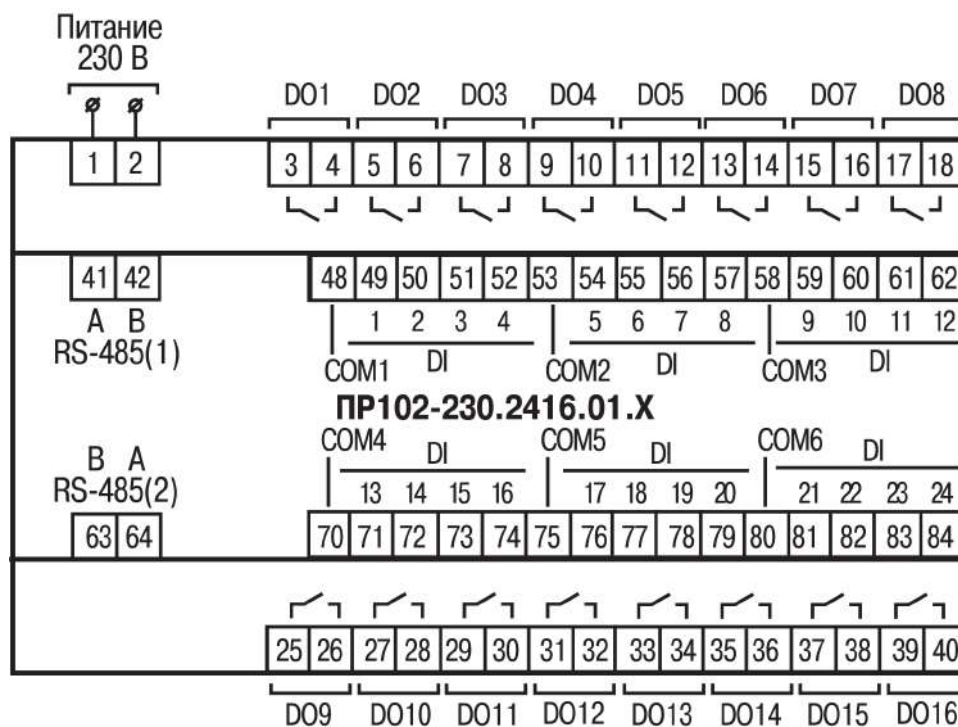 Питание
230 В
DO1 DO2 DO3 DO4 DO5 DO6 DO7 DO8
1 2 3 4 5 6 7 8 9 10 11 12 13 14 15 16 17 18
41 42 48 49 50 51 52 53 54 55 56 57 58 59 60 61 62
A B 1 2 3 4 5 6 7 8 9 10 11 12
RS-485(1) COM1 DI COM2 DI COM3 DI
ПР102-230.2416.01.X
COM4 DI COM5 DI COM6 DI
B A 13 14 15 16 17 18 19 20 21 22 23 24
RS-485(2)
63 64 70 71 72 73 74 75 76 77 78 79 80 81 82 83 84
25 26 27 28 29 30 31 32 33 34 35 36 37 38 39 40
DO9 DO10 DO11 DO12 DO13 DO14 DO15 DO16